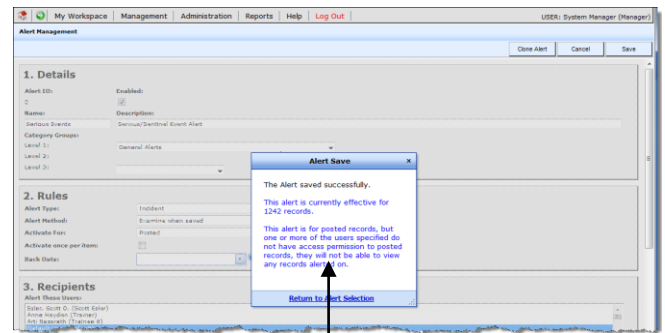 My Workspace | Management | Administration | Reports | Help | Log Out
USER: System Manager (Manager)
Alert Management
Clone Alert Cancel Save
1. Details
Alert ID: Enabled:
2
Name: Description:
Serious Events Serious/Sentinel Event Alert
Category Groups:
Level 1: General Alerts
Level 2:
Level 3:
Alert Save ×
The Alert saved successfully.
This alert is currently effective for
1242 records.
This alert is for posted records, but
one or more of the users specified do
not have access permission to posted
records, they will not be able to view
any records alerted on.
Return to Alert Selection
2. Rules
Alert Type: Incident
Alert Method: Examine when saved
Activate For: Posted
Activate once per item:
Back Date:
3. Recipients
Alert These Users:
Esler, Scott D. (Scott Esler)
Anne Hayden (Trainer)